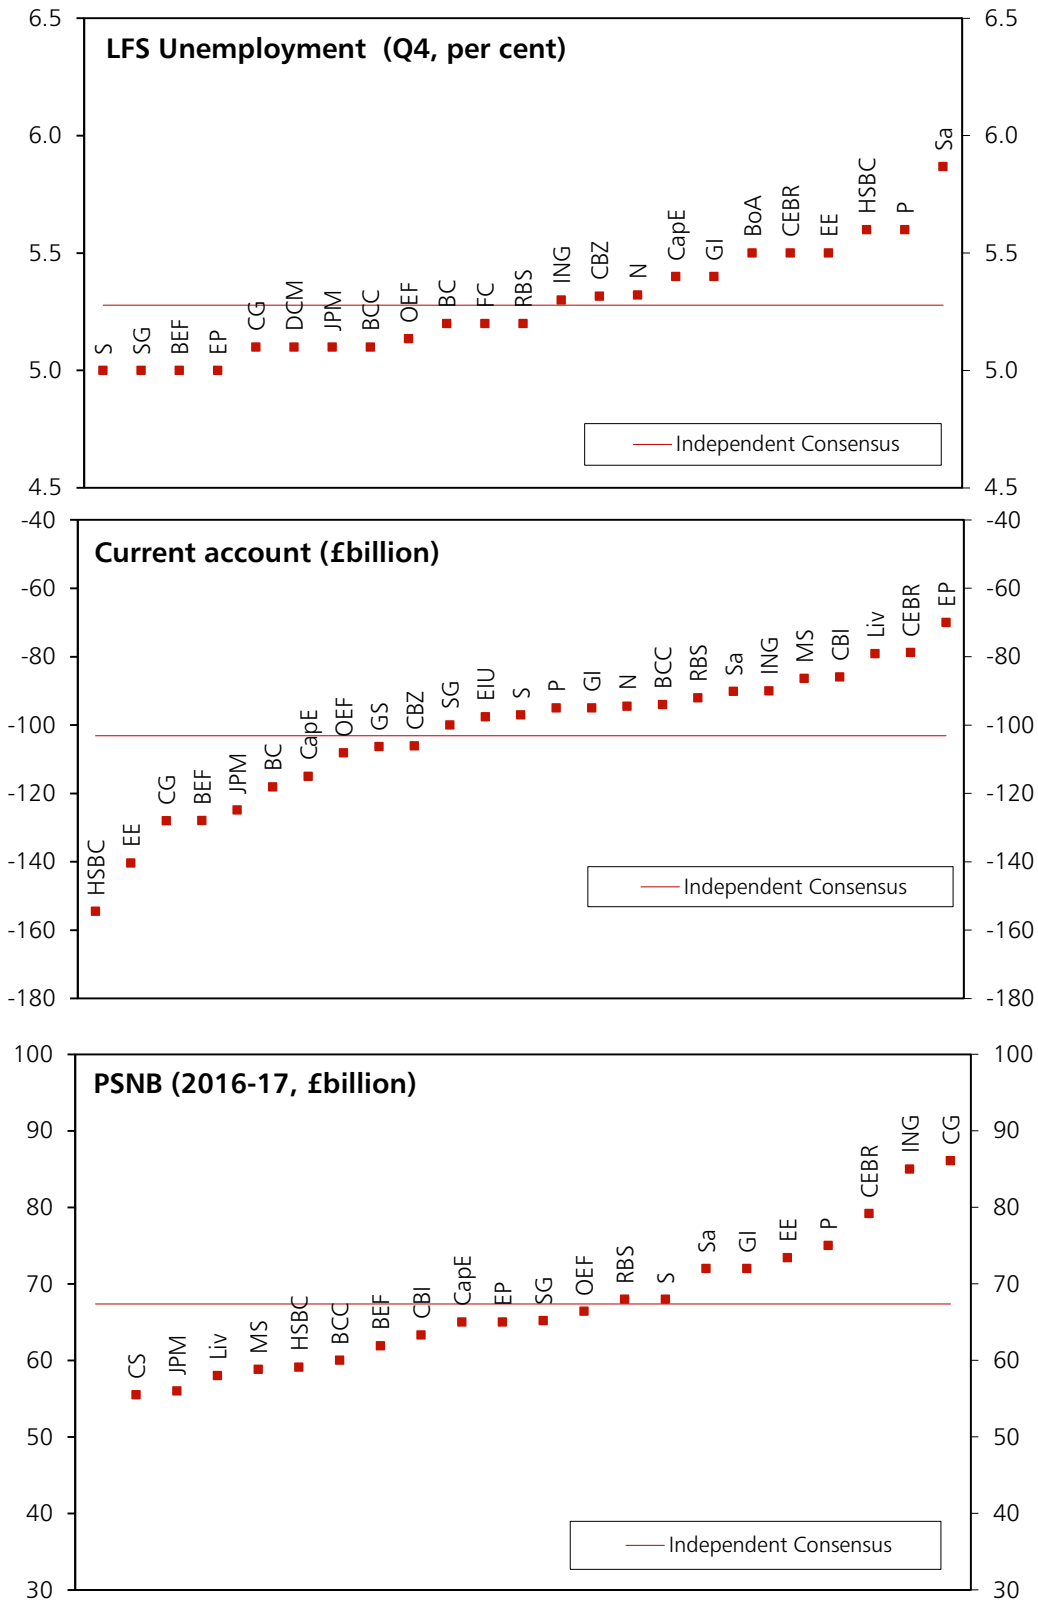 LFS Unemployment (Q4, per cent)
6.5
6.0
5.5
5.0
4.5
6.5
6.0
5.5
5.0
4.5
S
SG
BEF
EP
CG
DCM
JPM
BCC
OEF
BC
FC
RBS
ING
CBZ
N
CapE
GI
BoA
CEBR
EE
HSBC
P
Sa
Independent Consensus
Current account (£billion)
-40
-60
-80
-100
-120
-140
-160
-180
-40
-60
-80
-100
-120
-140
-160
-180
HSBC
EE
CG
BEF
JPM
BC
CapE
OEF
GS
CBZ
SG
EIU
S
P
GI
N
BCC
RBS
Sa
ING
MS
CBI
Liv
CEBR
EP
Independent Consensus
PSNB (2016-17, £billion)
100
90
80
70
60
50
40
30
100
90
80
70
60
50
40
30
CS
JPM
Liv
MS
HSBC
BCC
BEF
CBI
CapE
EP
SG
OEF
RBS
S
Sa
GI
EE
P
CEBR
ING
CG
Independent Consensus